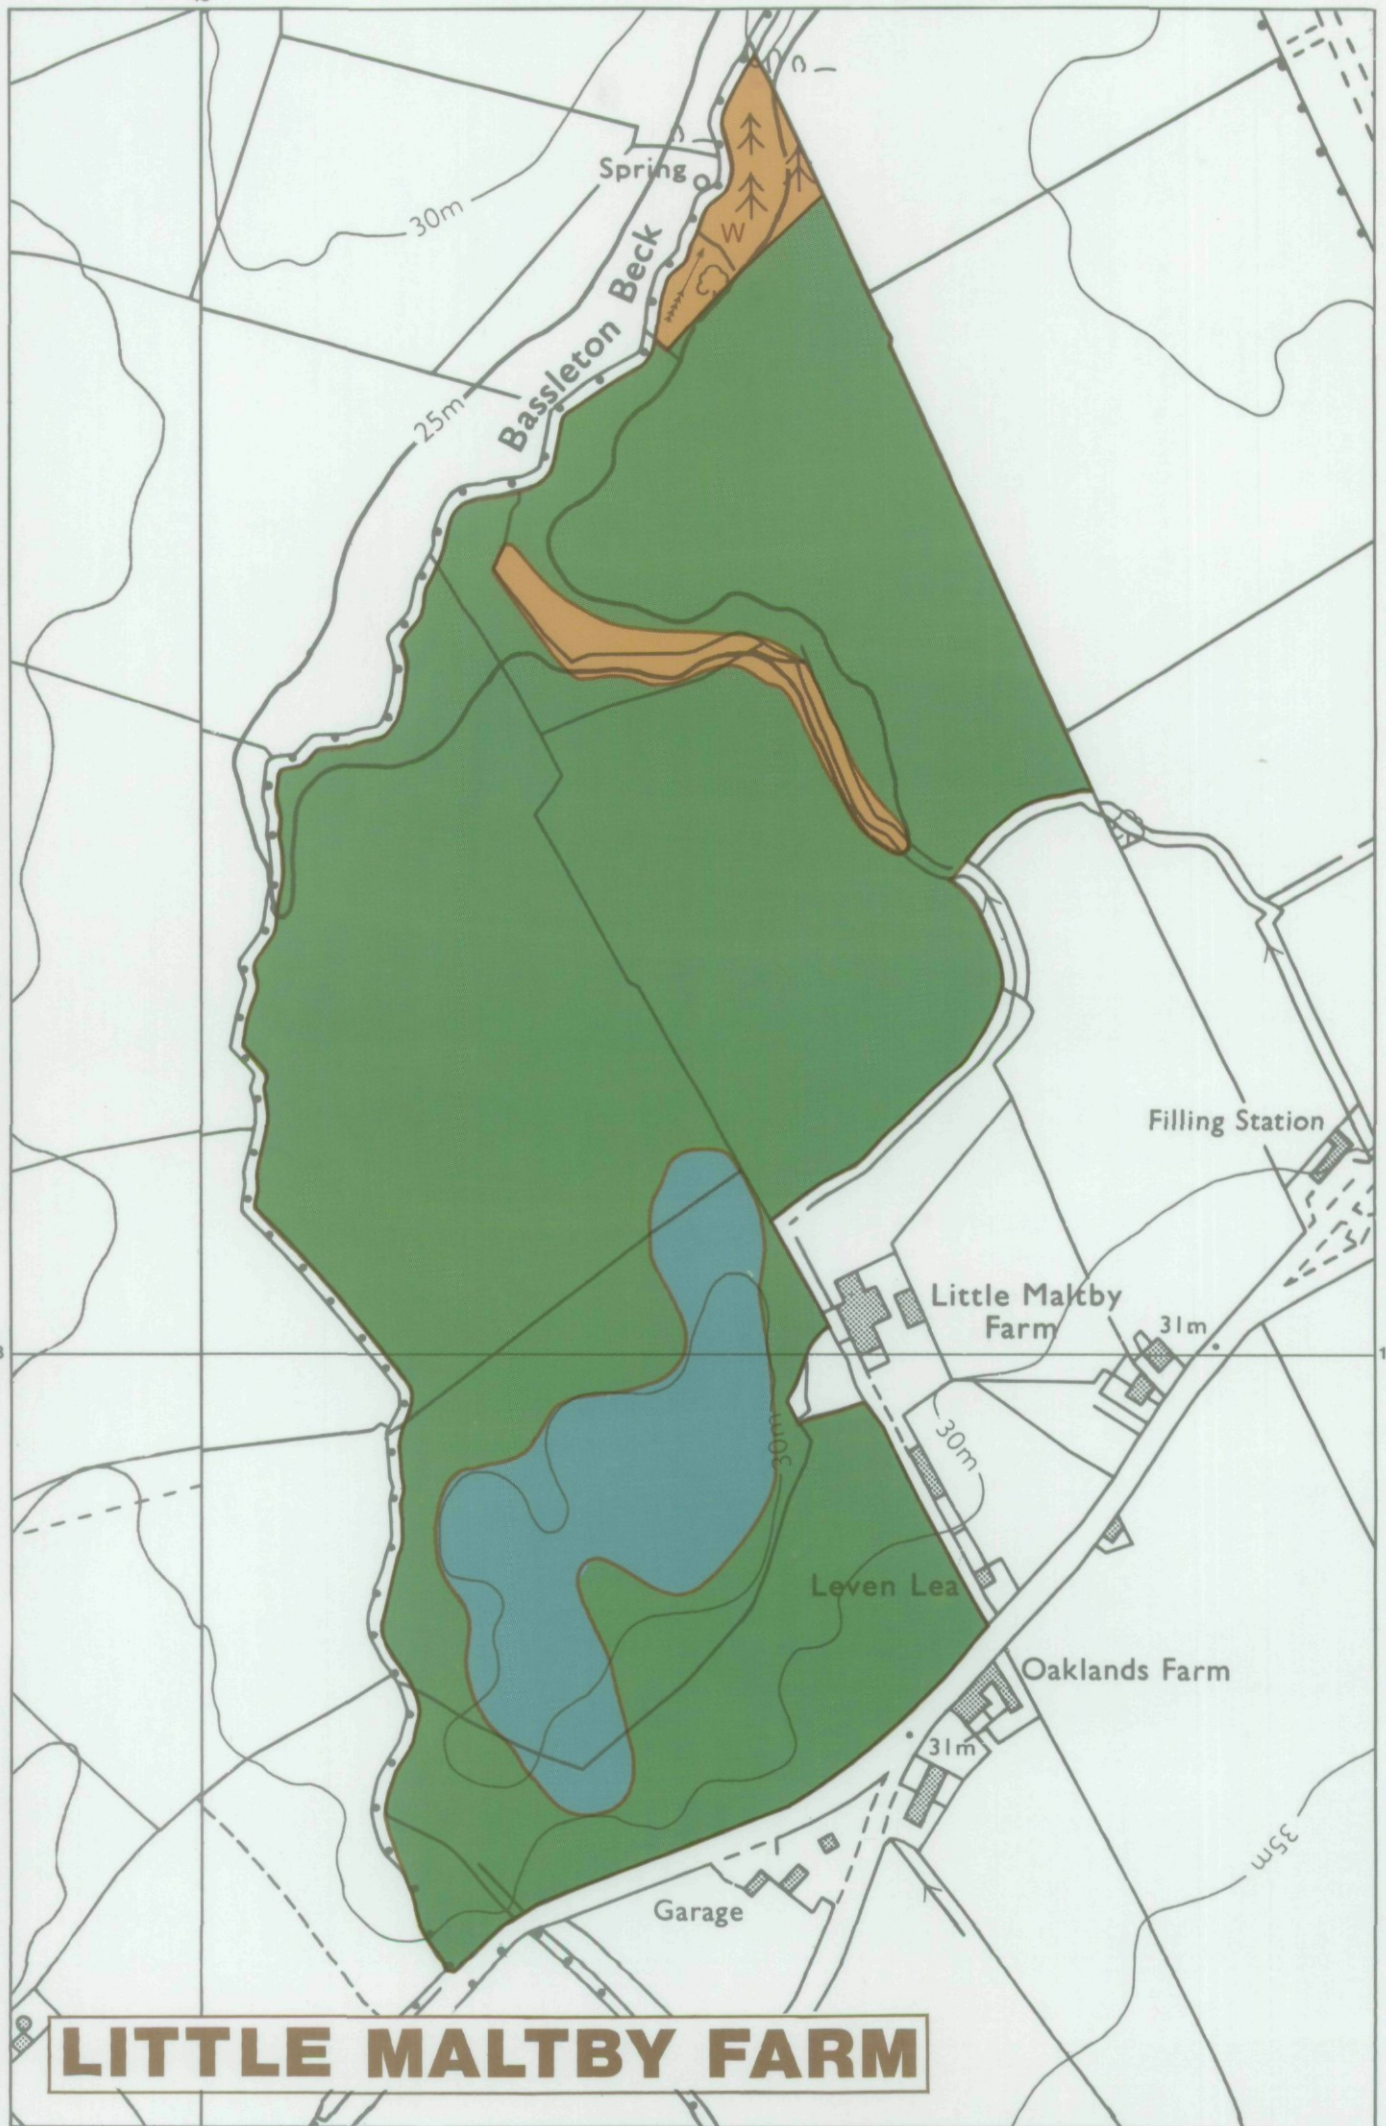 Spring
30m
W
Bassleton Beck
25m
Filling Station
Little Maltby
Farm
31m
30m
30m
Leven Lea
Oaklands Farm
31m
35m
Garage
LITTLE MALTBY FARM